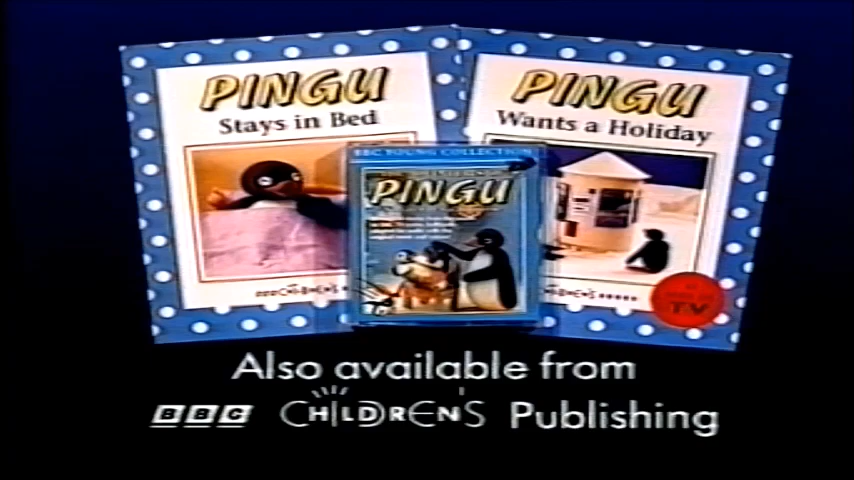 PINGU
Stays in Bed
PINGU
Wants a Holiday
BBC YOUNG COLLECTION
PINGU
TV
Also available from
BBC CHILDREN'S Publishing